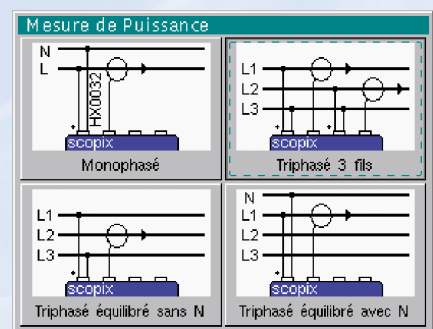 Mesure de Puissance
N
L
HX0032
scopix
Monophasé
L1
L2
L3
scopix
Triphasé 3 fils
L1
L2
L3
scopix
Triphasé équilibré sans N
N
L1
L2
L3
scopix
Triphasé équilibré avec N